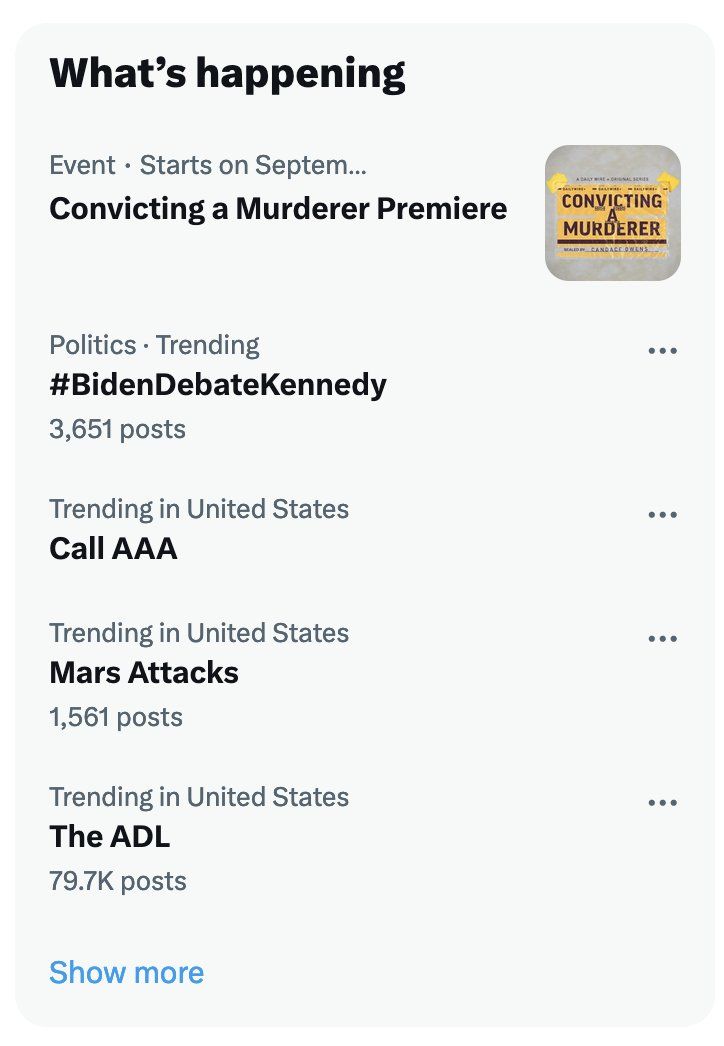 What’s happening
Event · Starts on Septem...
Convicting a Murderer Premiere
A DAILY WIRE+ ORIGINAL SERIES
DAILYWIRE+ DAILYWIRE+ DAILYWIRE+
CONVICTING
A
MURDERER
SEALED BY CANDACE OWENS
Politics · Trending
#BidenDebateKennedy
3,651 posts
Trending in United States
Call AAA
Trending in United States
Mars Attacks
1,561 posts
Trending in United States
The ADL
79.7K posts
Show more